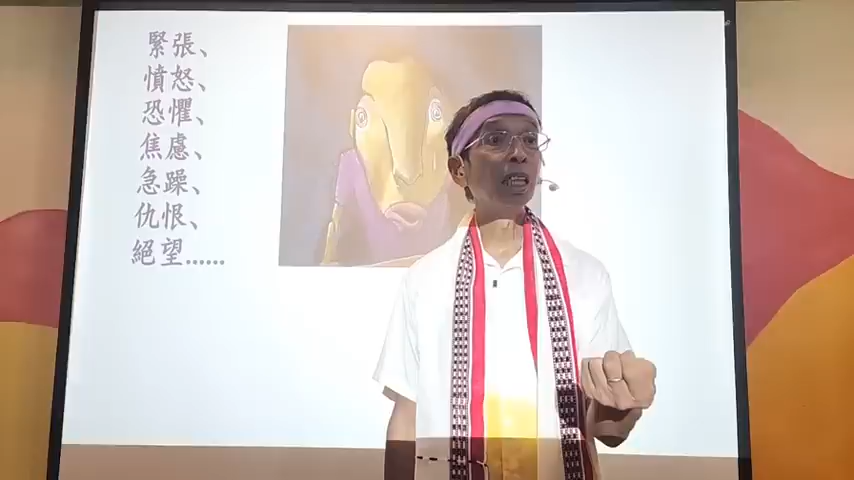 緊張、
憤怒、
恐懼、
焦慮、
急躁、
仇恨、
絕望......